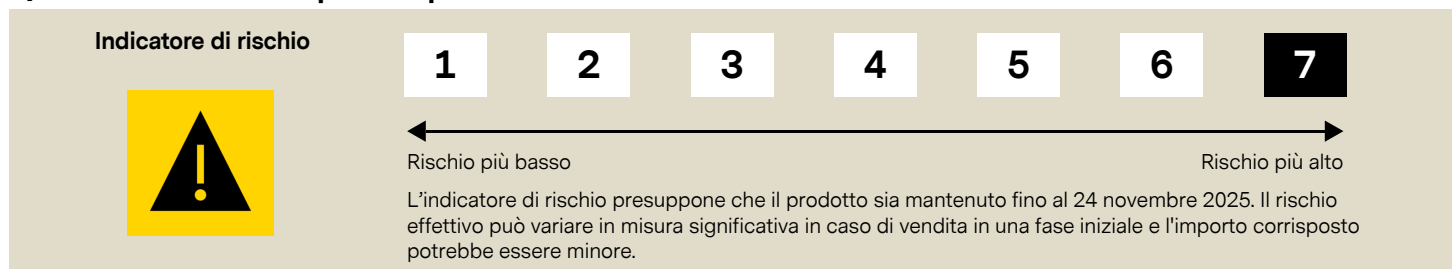 Indicatore di rischio
1 2 3 4 5 6 7
Rischio più basso Rischio più alto
L'indicatore di rischio presuppone che il prodotto sia mantenuto fino al 24 novembre 2025. Il rischio
effettivo può variare in misura significativa in caso di vendita in una fase iniziale e l'importo corrisposto
potrebbe essere minore.